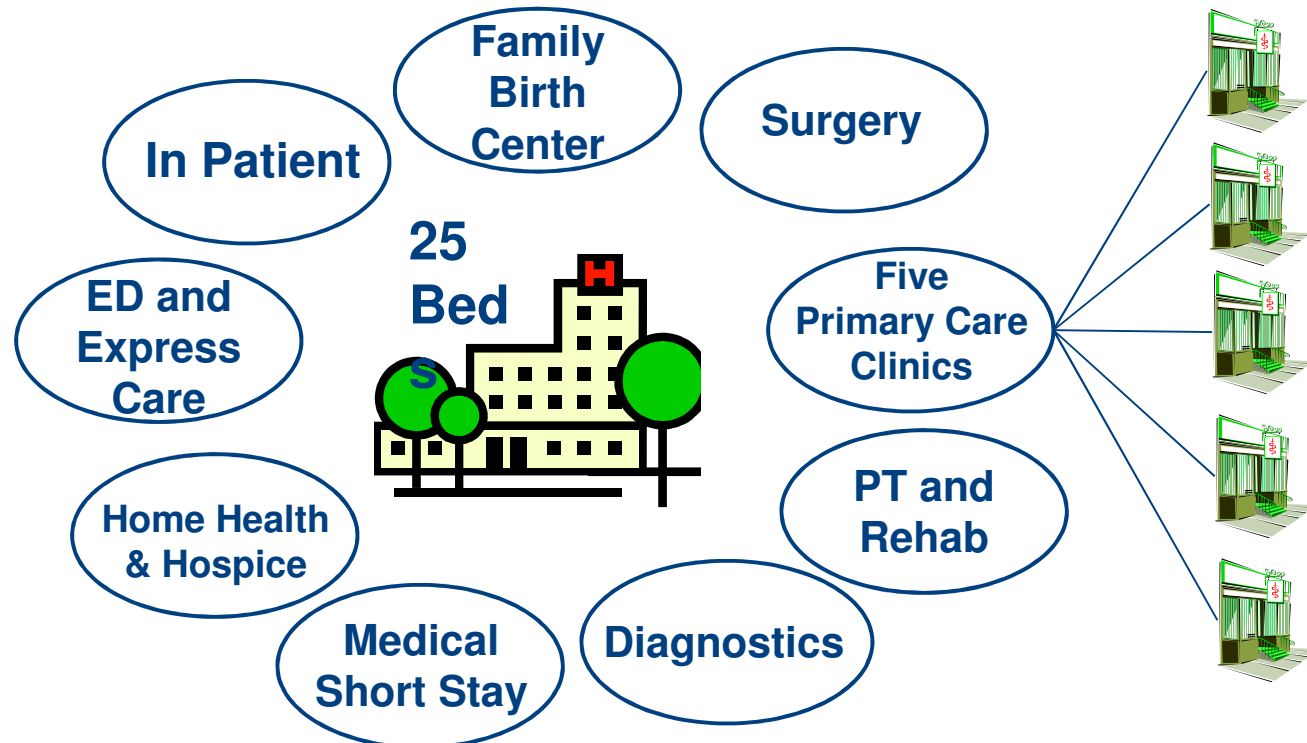 Family
Birth
Center
Surgery
In Patient
25
Bed
s
H
ED and
Express
Care
Five
Primary Care
Clinics
Home Health
& Hospice
PT and
Rehab
Medical
Short Stay
Diagnostics